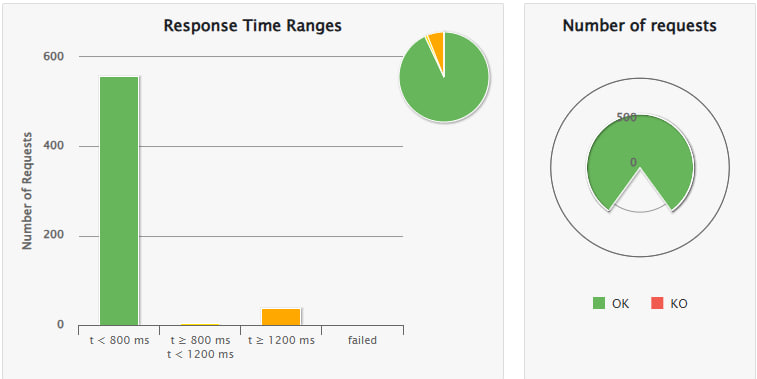 Response Time Ranges
Number of Requests
600
400
200
0
t < 800 ms
t ≥ 800 ms
t < 1200 ms
t ≥ 1200 ms
failed
Number of requests
500
0
OK
KO